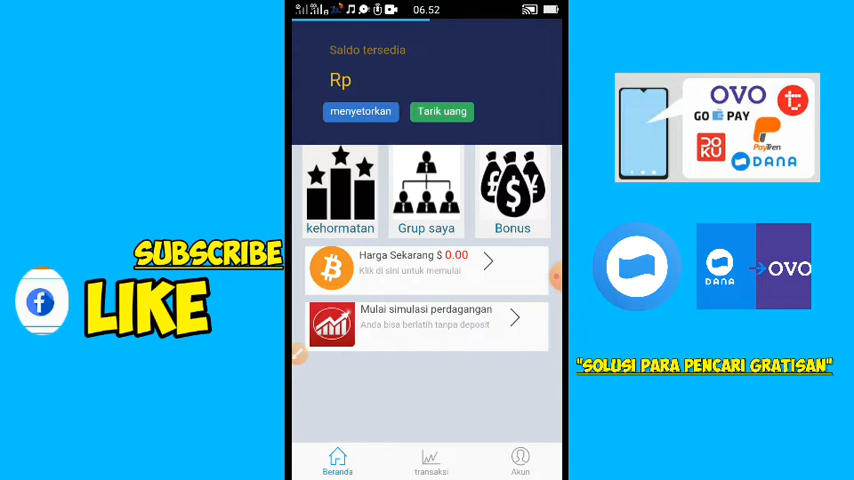 06.52
Saldo tersedia
Rp
menyetorkan
Tarik uang
kehormatan
Grup saya
Bonus
Harga Sekarang $ 0.00
Klik di sini untuk memulai
Mulai simulasi perdagangan
Anda bisa berlatih tanpa deposit
Beranda
transaksi
Akun
SUBSCRIBE
LIKE
OVO
GO PAY
DOKU
PayTren
DANA
DANA
OVO
"SOLUSI PARA PENCARI GRATISAN"